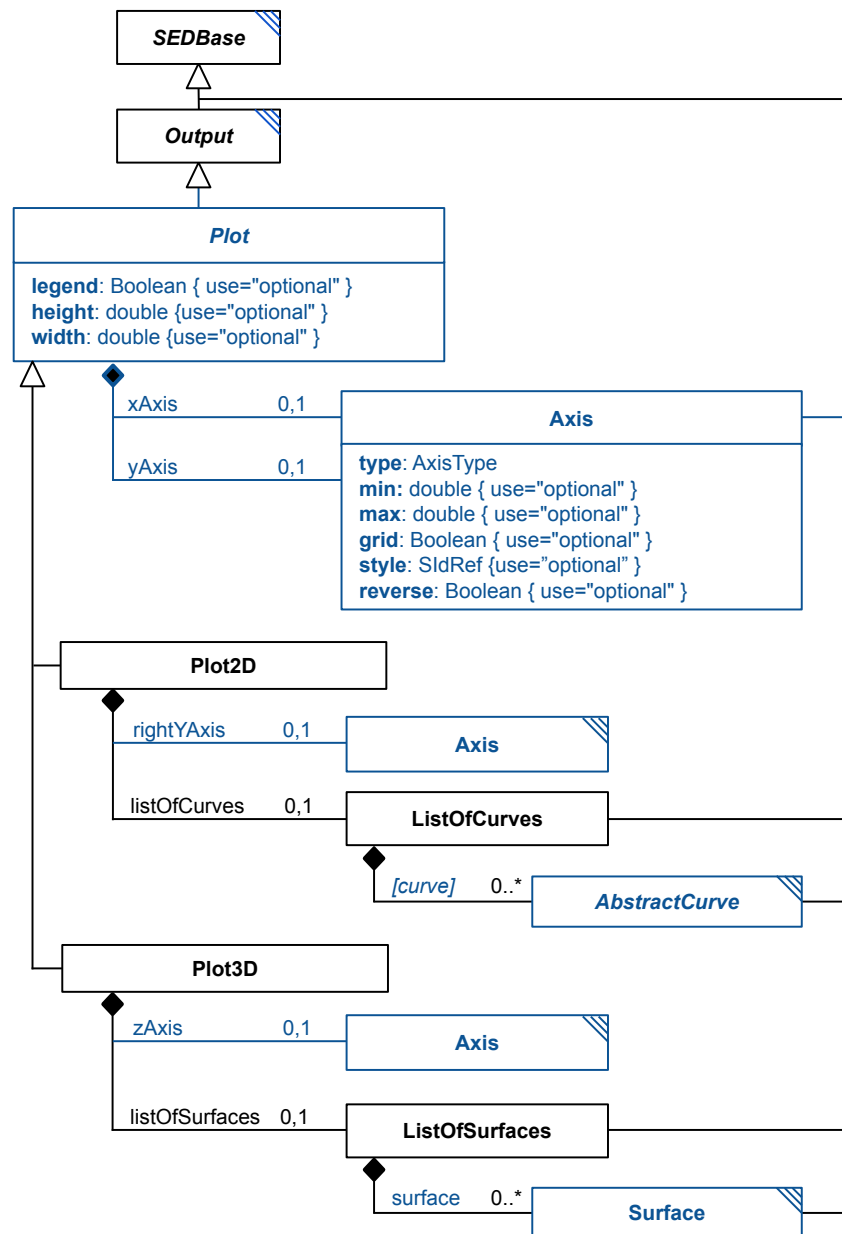 SEDBase
Output
Plot
legend: Boolean { use="optional" }
height: double {use="optional" }
width: double {use="optional" }
xAxis 0,1
Axis
yAxis 0,1
type: AxisType
min: double { use="optional" }
max: double { use="optional" }
grid: Boolean { use="optional" }
style: SIdRef {use=”optional” }
reverse: Boolean { use="optional" }
Plot2D
rightYAxis 0,1
Axis
listOfCurves 0,1
ListOfCurves
[curve] 0..*
AbstractCurve
Plot3D
zAxis 0,1
Axis
listOfSurfaces 0,1
ListOfSurfaces
surface 0..*
Surface